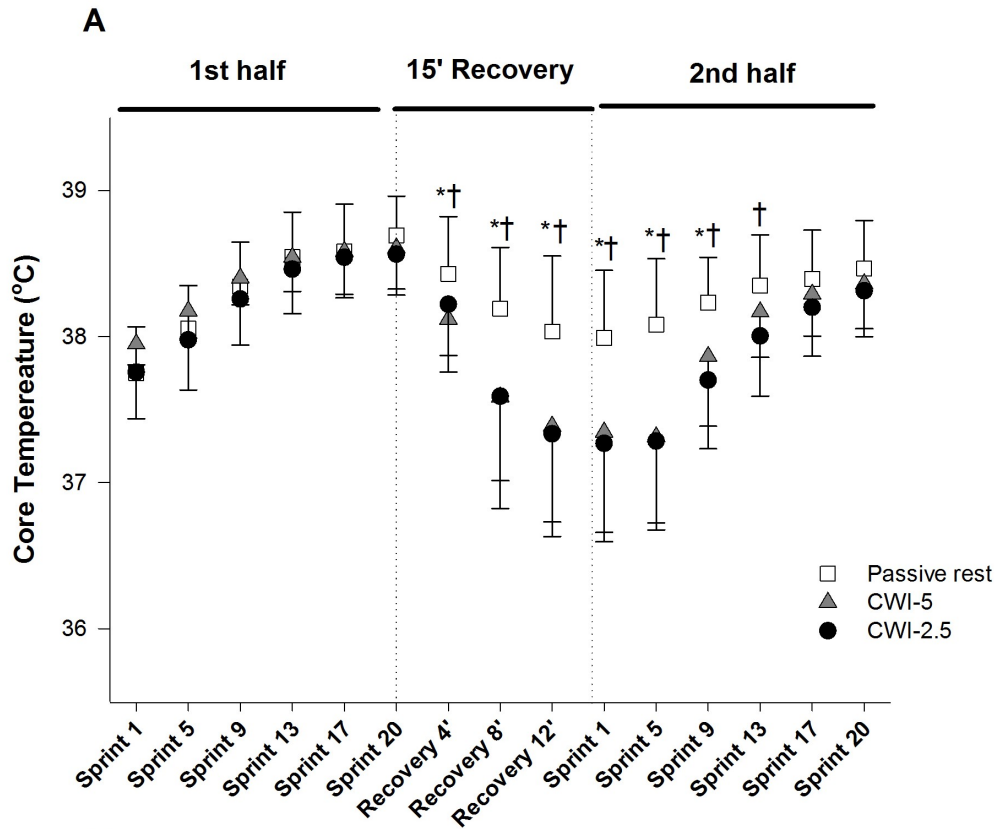 A
1st half
15' Recovery
2nd half
39
*†
*†
*†
*†
*†
*†
†
38
37
36
Core Tempereature (°C)
Passive rest
CWI-5
CWI-2.5
Sprint 1
Sprint 5
Sprint 9
Sprint 13
Sprint 17
Sprint 20
Recovery 4'
Recovery 8'
Recovery 12'
Sprint 1
Sprint 5
Sprint 9
Sprint 13
Sprint 17
Sprint 20